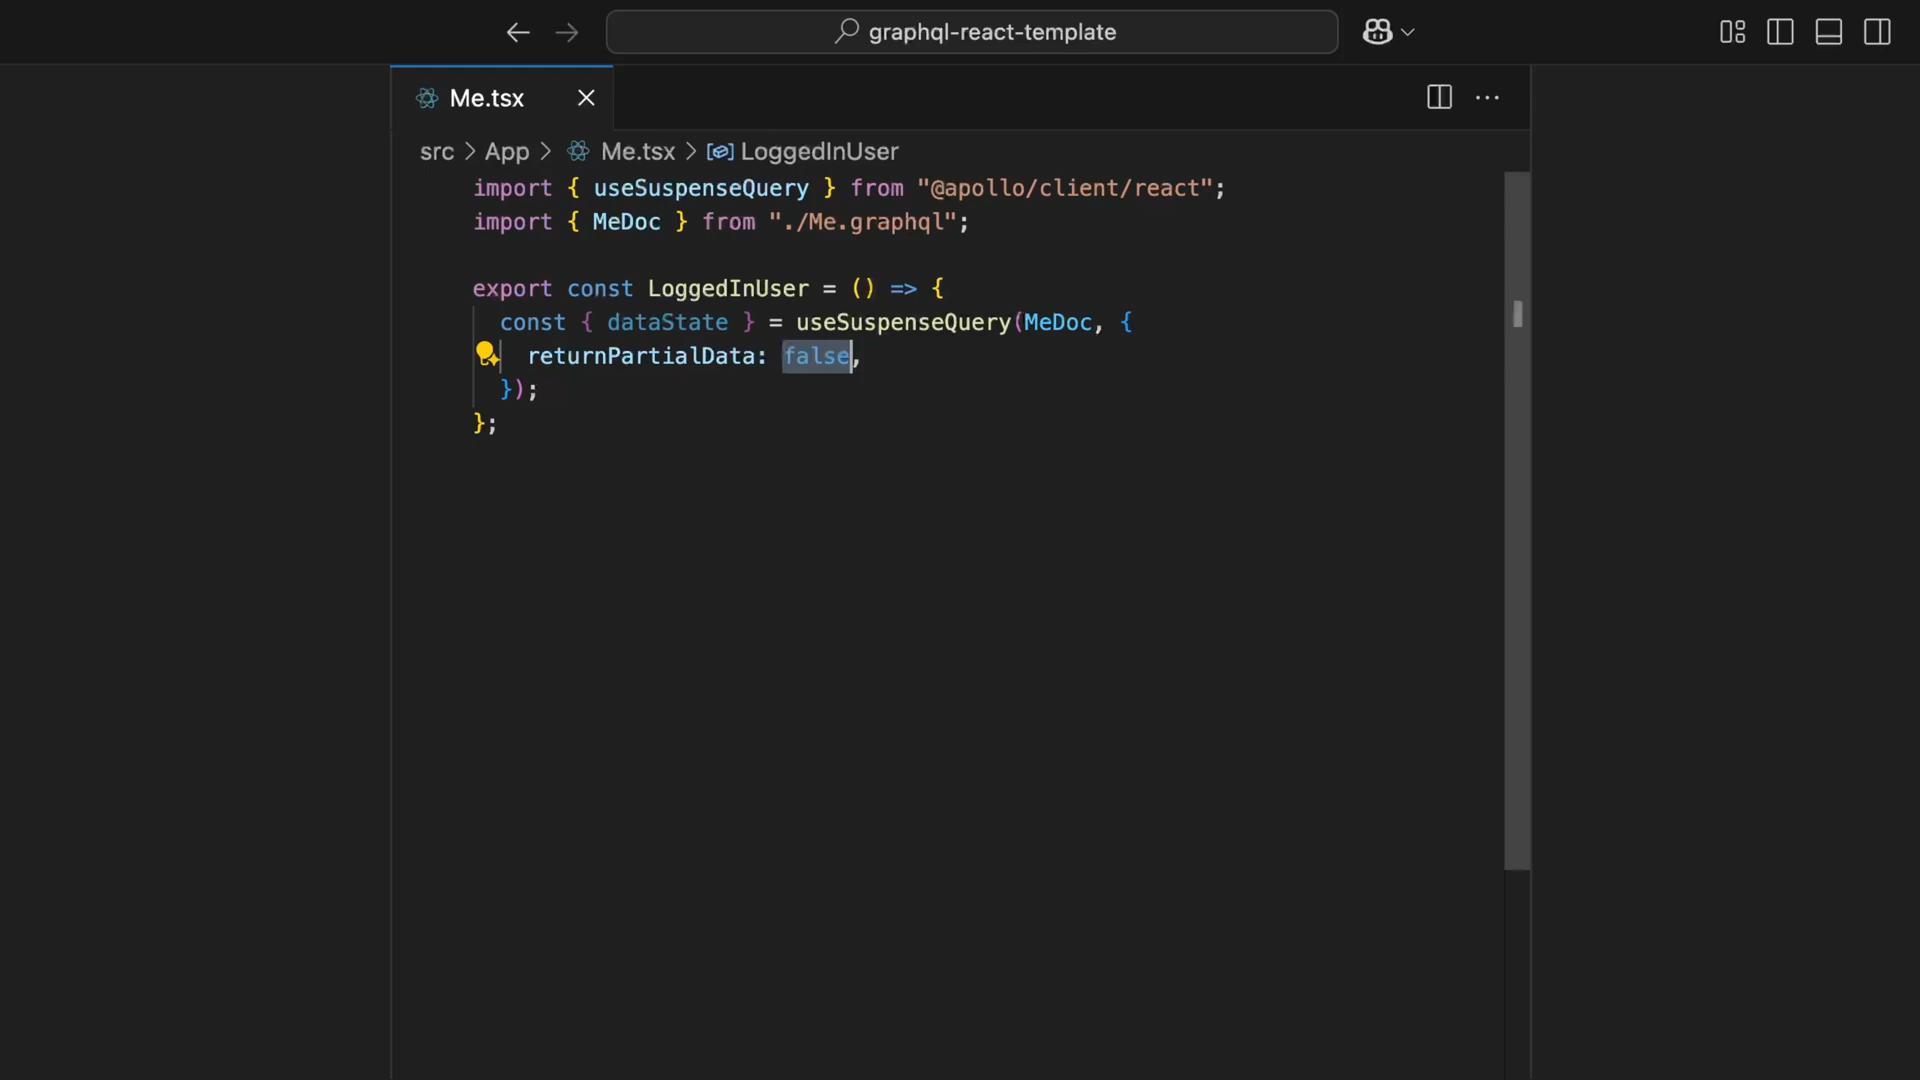 graphql-react-template
Me.tsx
src > App > Me.tsx > LoggedInUser
import { useSuspenseQuery } from "@apollo/client/react";
import { MeDoc } from "./Me.graphql";
export const LoggedInUser = () => {
const { dataState } = useSuspenseQuery(MeDoc, {
returnPartialData: false,
});
};